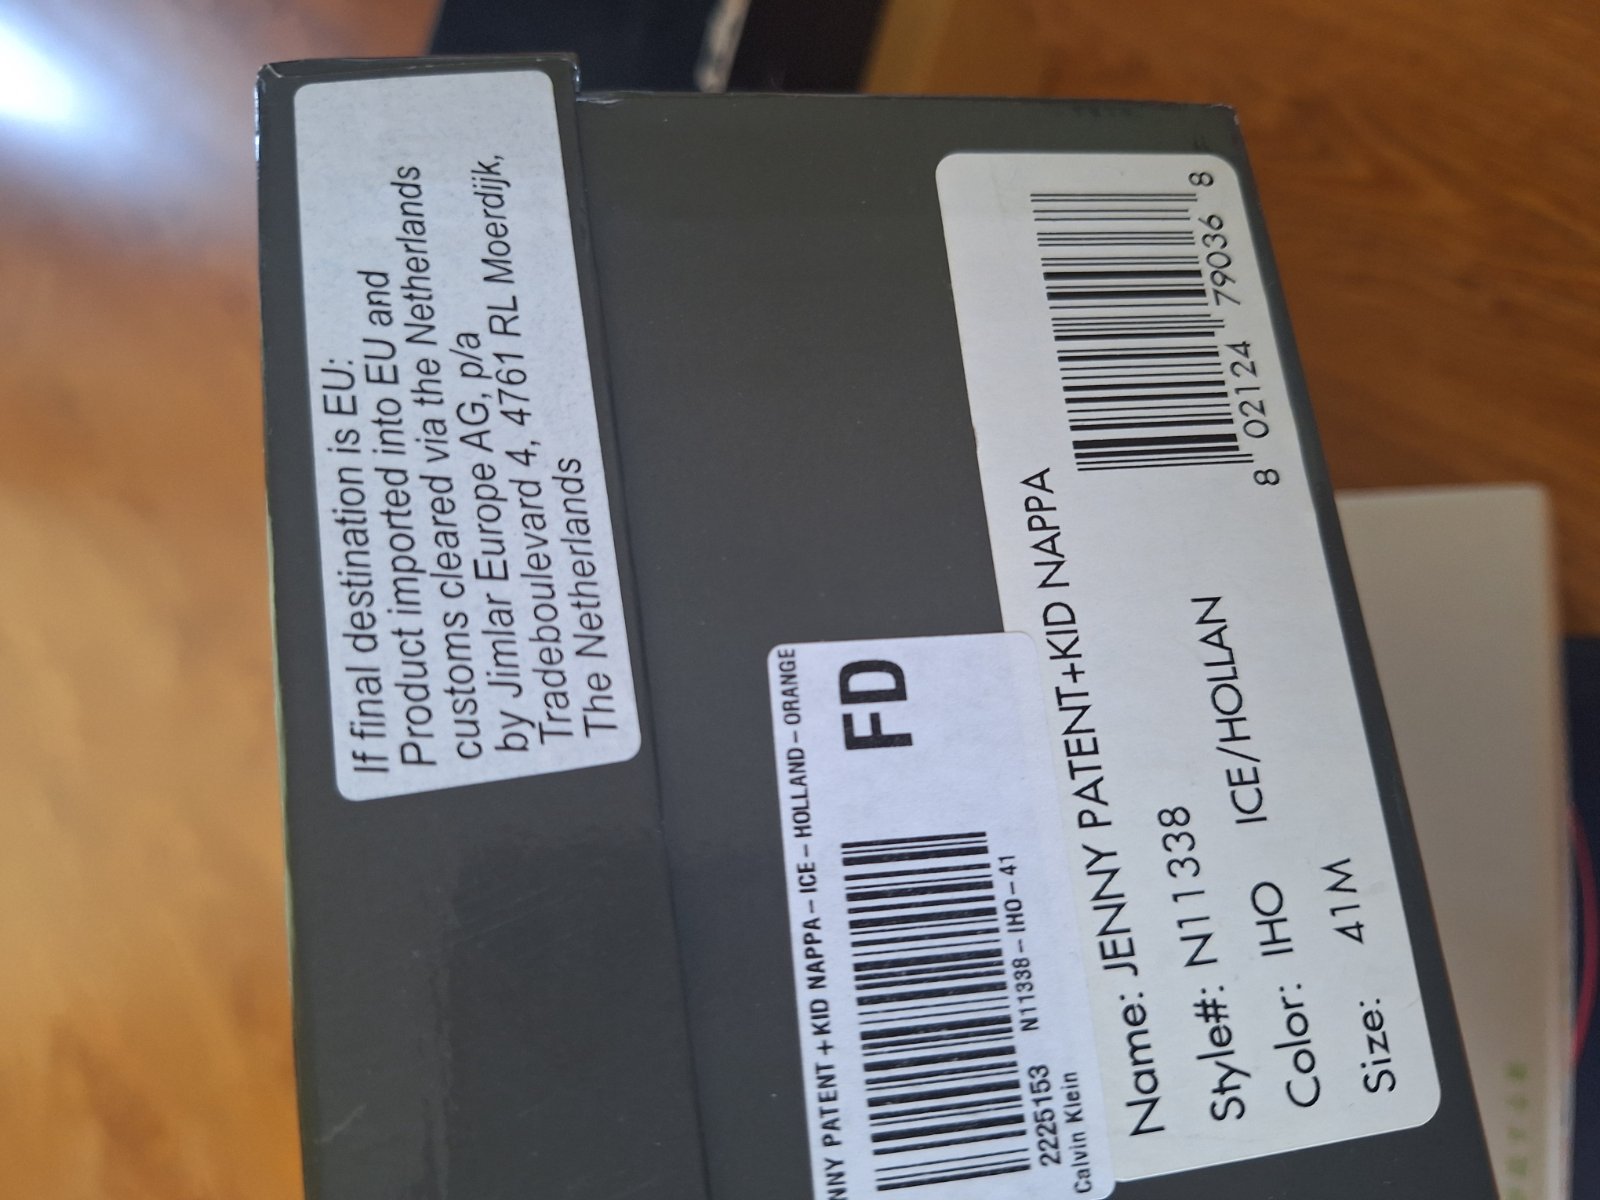 If final destination is EU:
Product imported into EU and
customs cleared via the Netherlands
by Jimlar Europe AG, p/a
Tradeboulevard 4, 4761 RL Moerdijk,
The Netherlands
NNY PATENT + KID NAPPA – ICE – HOLLAND – ORANGE
FD
2225153 N11338 – IHO – 41
Calvin Klein
Name: JENNY PATENT+KID NAPPA
Style#: N11338
Color: IHO ICE/HOLLAN
Size: 41M
8 02124 79036 8